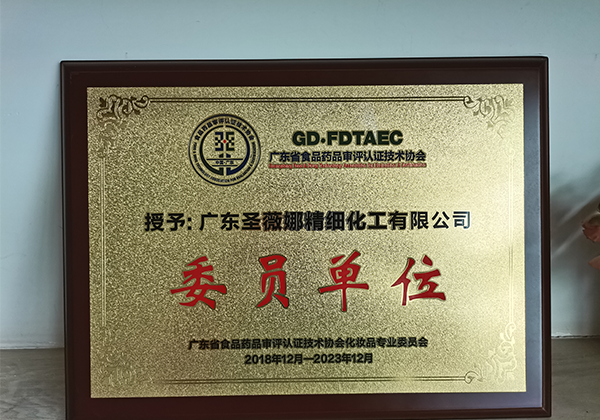 GD·FDTAEC
广东省食品药品审评认证技术协会
授予: 广东圣薇娜精细化工有限公司
委员单位
广东省食品药品审评认证技术协会化妆品专业委员会
2018年12月—2023年12月